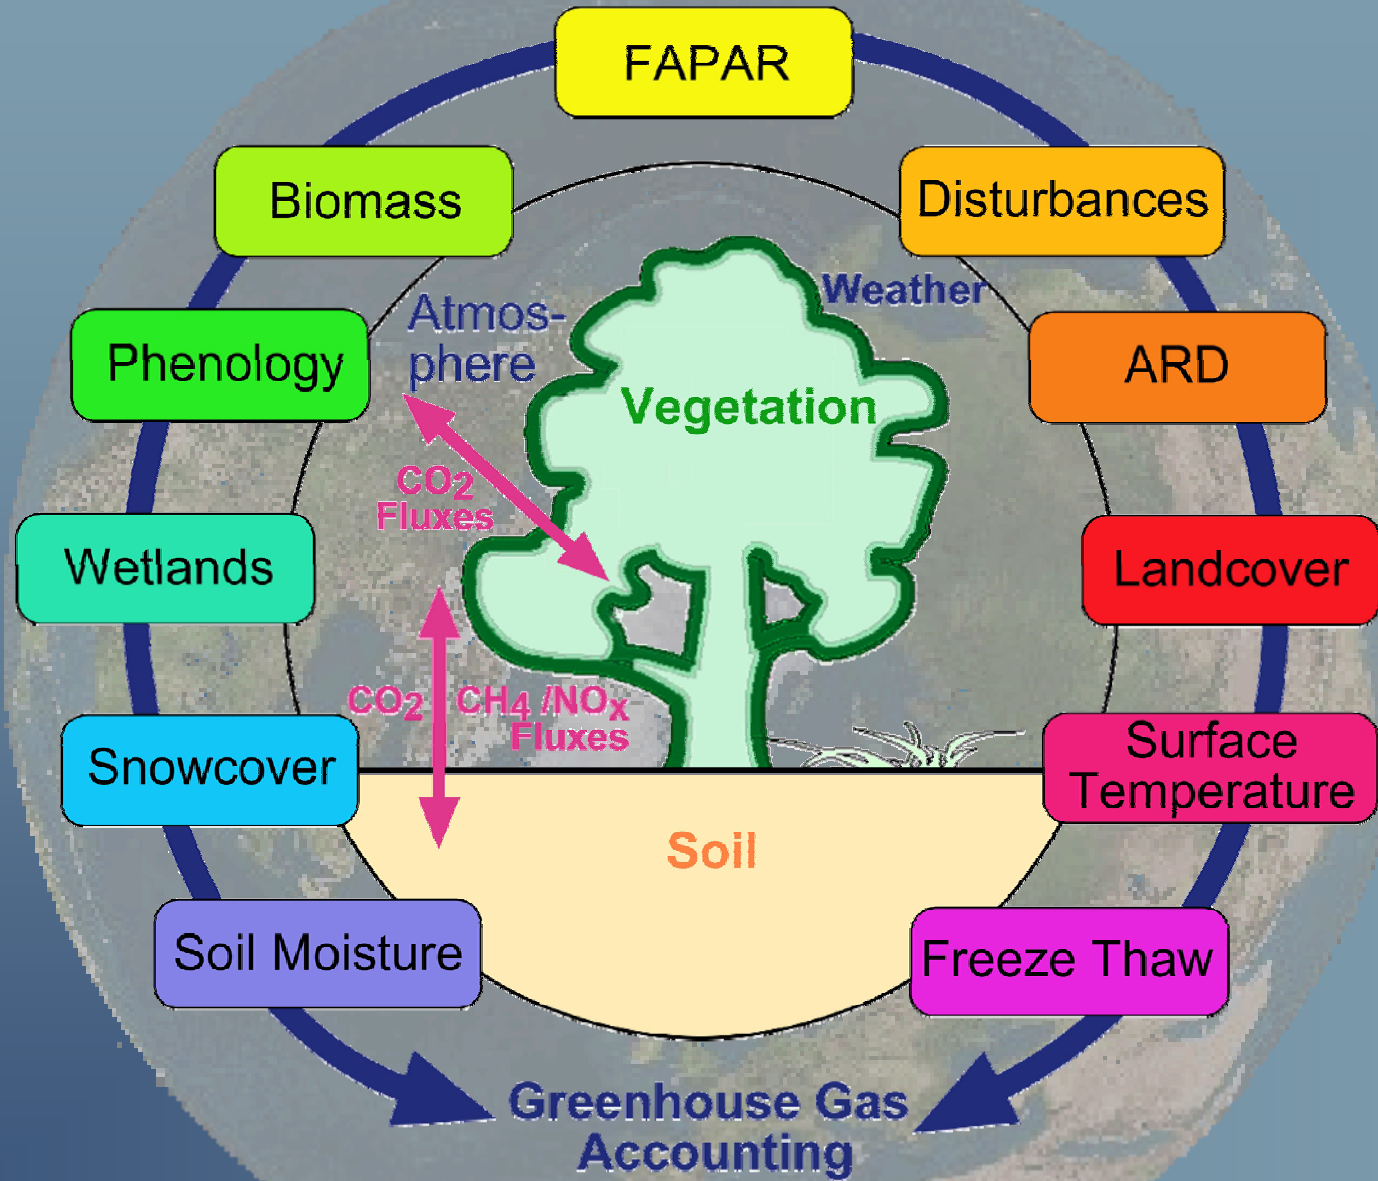 FAPAR
Biomass
Disturbances
Weather
Atmos-
phere
Phenology
ARD
Vegetation
CO2
Fluxes
Wetlands
Landcover
CO2
CH4 /NOx
Fluxes
Snowcover
Surface
Temperature
Soil
Soil Moisture
Freeze Thaw
Greenhouse Gas
Accounting